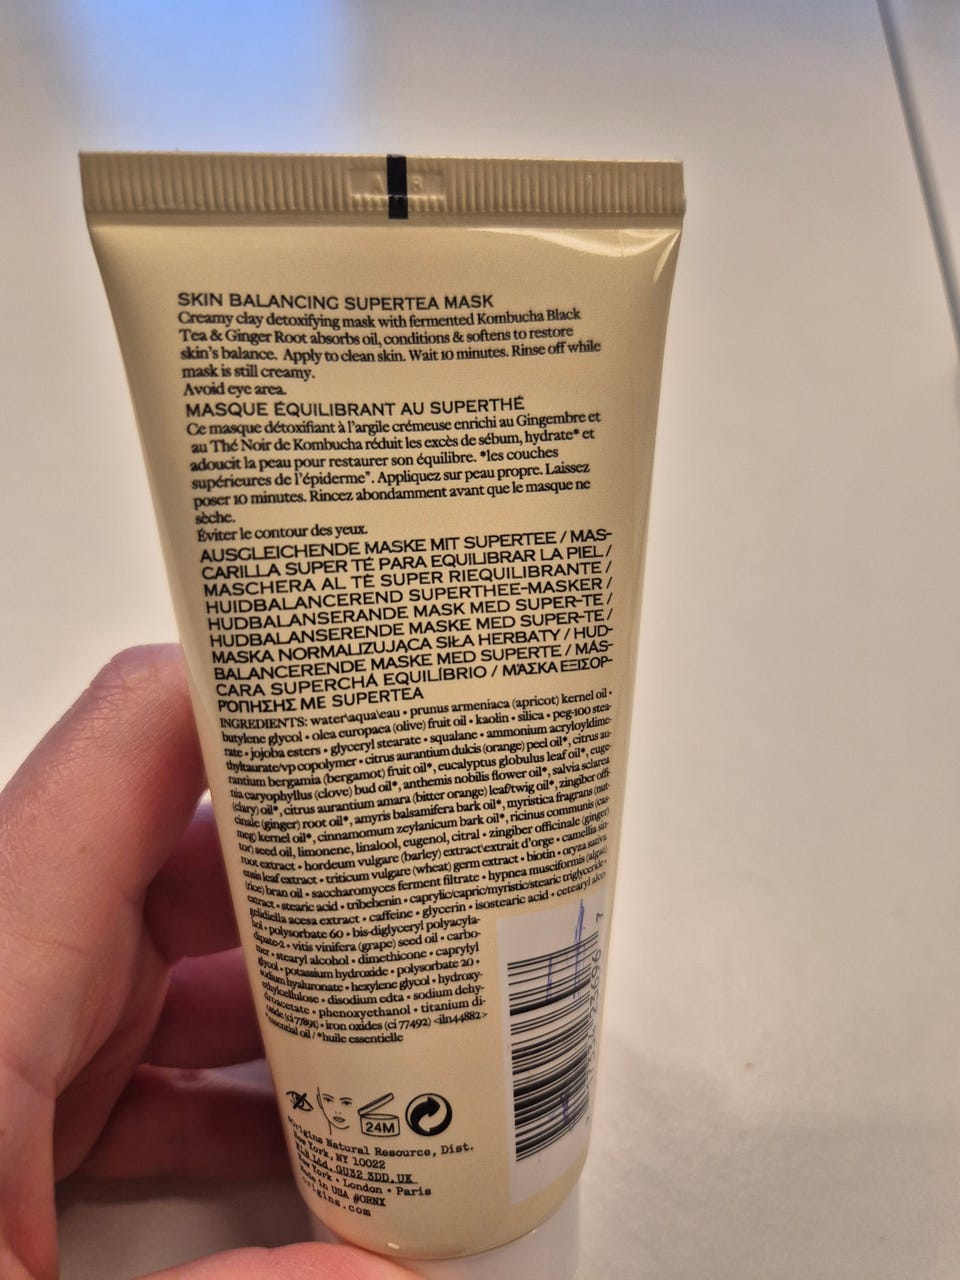 SKIN BALANCING SUPERTEA MASK
Creamy clay detoxifying mask with fermented Kombucha Black
Tea & Ginger Root absorbs oil, conditions & softens to restore
skin's balance. Apply to clean skin. Wait 10 minutes. Rinse off while
mask is still creamy.
Avoid eye area.
MASQUE ÉQUILIBRANT AU SUPERTHÉ
Ce masque détoxifiant à l'argile crémeuse enrichi au Gingembre et
au Thé Noir de Kombucha réduit les excès de sébum, hydrate* et
adoucit la peau pour restaurer son équilibre. *les couches
supérieures de l'épiderme". Appliquez sur peau propre. Laissez
poser 10 minutes. Rincez abondamment avant que le masque ne
sèche.
Éviter le contour des yeux.
AUSGLEICHENDE MASKE MIT SUPERTEE / MAS-
CARILLA SUPER TÉ PARA EQUILIBRAR LA PIEL /
MASCHERA AL TÈ SUPER RIEQUILIBRANTE /
HUIDBALANCEREND SUPERTHEE-MASKER /
HUDBALANSERANDE MASK MED SUPER-TE /
HUDBALANSERENDE MASKE MED SUPER-TE /
MASKA NORMALIZUJĄCA SIŁA HERBATY / HUD-
BALANCERENDE MASKE MED SUPERTE / MÁS-
CARA SUPERCHÁ EQUILÍBRIO / ΜΆΣΚΑ ΕΞΙΣΟΡ-
ΡΌΠΗΣΗΣ ΜΕ SUPERTEA
INGREDIENTS: water\aqua\eau • prunus armeniaca (apricot) kernel oil •
butylene glycol • olea europaea (olive) fruit oil • kaolin • silica • peg-100 stea-
rate • jojoba esters • glyceryl stearate • squalane • ammonium acryloyldime-
thyltaurate/vp copolymer • citrus aurantium dulcis (orange) peel oil*, citrus au-
rantium bergamia (bergamot) fruit oil*, eucalyptus globulus leaf oil*, euge-
nia caryophyllus (clove) bud oil*, anthemis nobilis flower oil*, salvia sclarea
(clary) oil*, citrus aurantium amara (bitter orange) leaf/twig oil*, zingiber offi-
cinale (ginger) root oil*, amyris balsamifera bark oil*, myristica fragrans (nut-
meg) kernel oil*, cinnamomum zeylanicum bark oil*, ricinus communis (cas-
tor) seed oil, limonene, linalool, eugenol, citral • zingiber officinale (ginger)
root extract • hordeum vulgare (barley) extract\extrait d'orge • camellia sin-
ensis leaf extract • triticum vulgare (wheat) germ extract • biotin • oryza sativa
(rice) bran oil • saccharomyces ferment filtrate • hypnea musciformis (algae)
extract • stearic acid • tribehenin • caprylic/capric/myristic/stearic triglyceride •
gelidiella acerosa extract • caffeine • glycerin • isostearic acid • cetearyl alco-
hol • polysorbate 60 • bis-diglyceryl polyacyla-
dipate-2 • vitis vinifera (grape) seed oil • carbo-
mer • stearyl alcohol • dimethicone • caprylyl
glycol • potassium hydroxide • polysorbate 20 •
sodium hyaluronate • hexylene glycol • hydroxy-
ethylcellulose • disodium edta • sodium dehy-
droacetate • phenoxyethanol • titanium di-
oxide (ci 77891) • iron oxides (ci 77492) <iln44882>
*essential oil / *huile essentielle
24M
Origins Natural Resource, Dist.
New York, NY 10022
GU32 3DD, UK
New York • London • Paris
Made in USA #ORNX
origins.com